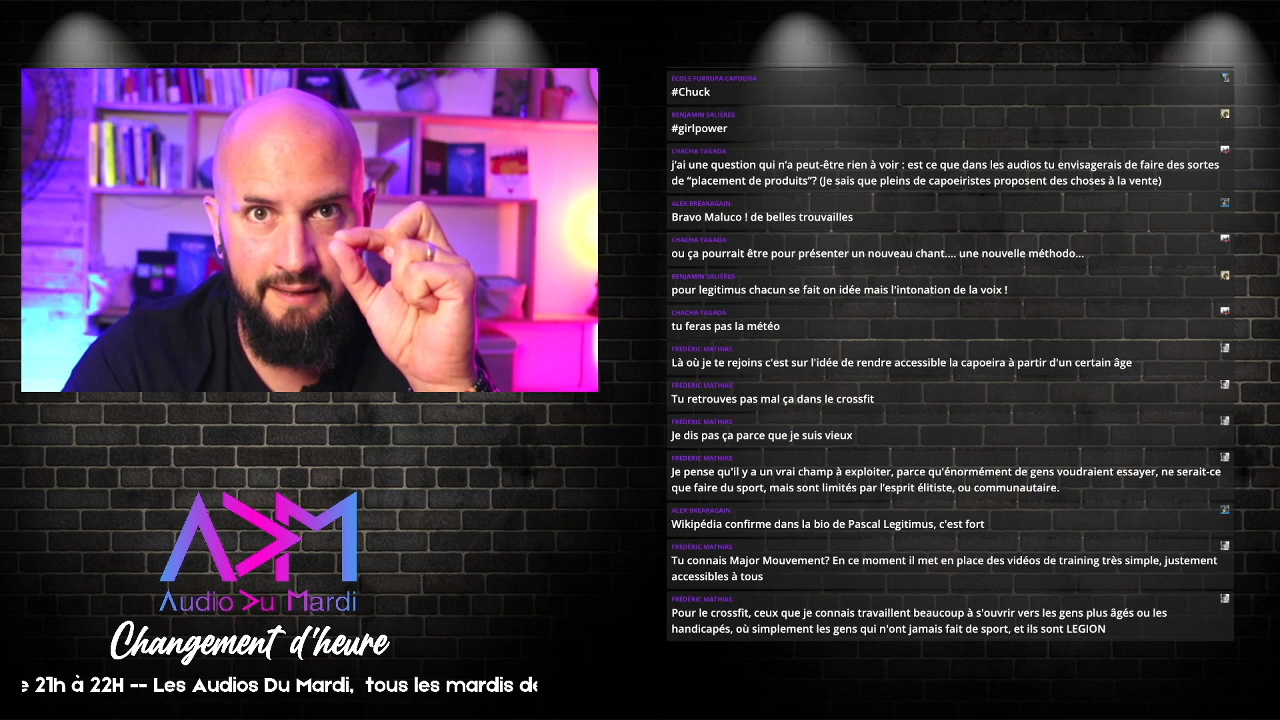 ÉCOLE FURRUPA CAPOEIRA
#Chuck
BENJAMIN SALIÈRES
#girlpower
CHACHA TAGADA
j'ai une question qui n'a peut-être rien à voir : est ce que dans les audios tu envisagerais de faire des sortes
de “placement de produits”? (Je sais que pleins de capoeiristes proposent des choses à la vente)
ALEX BREAKAGAIN
Bravo Maluco ! de belles trouvailles
CHACHA TAGADA
ou ça pourrait être pour présenter un nouveau chant.... une nouvelle méthodo...
BENJAMIN SALIÈRES
pour legitimus chacun se fait on idée mais l'intonation de la voix !
CHACHA TAGADA
tu feras pas la météo
FRÉDÉRIC MATHIAS
Là où je te rejoins c'est sur l'idée de rendre accessible la capoeira à partir d'un certain âge
FRÉDÉRIC MATHIAS
Tu retrouves pas mal ça dans le crossfit
FRÉDÉRIC MATHIAS
Je dis pas ça parce que je suis vieux
FRÉDÉRIC MATHIAS
Je pense qu'il y a un vrai champ à exploiter, parce qu'énormément de gens voudraient essayer, ne serait-ce
que faire du sport, mais sont limités par l'esprit élitiste, ou communautaire.
ALEX BREAKAGAIN
Wikipédia confirme dans la bio de Pascal Legitimus, c'est fort
FRÉDÉRIC MATHIAS
Tu connais Major Mouvement? En ce moment il met en place des vidéos de training très simple, justement
accessibles à tous
FRÉDÉRIC MATHIAS
Pour le crossfit, ceux que je connais travaillent beaucoup à s'ouvrir vers les gens plus âgés ou les
handicapés, où simplement les gens qui n'ont jamais fait de sport, et ils sont LEGION
ADM
Audio Du Mardi
Changement d'heure
e 21h à 22H -- Les Audios Du Mardi, tous les mardis de